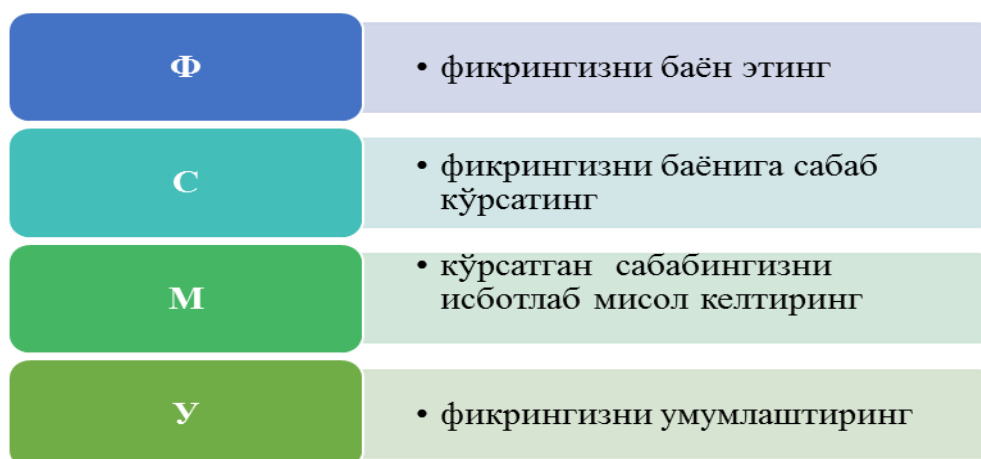 Ф
• фикрингизни баён этинг
С
• фикрингизни баёнига сабаб
кўрсатинг
М
• кўрсатган сабабингизни
исботлаб мисол келтиринг
У
• фикрингизни умумлаштиринг